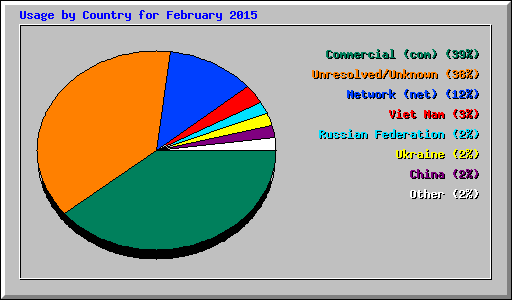 Usage by Country for February 2015
Commercial (com) (39%)
Unresolved/Unknown (38%)
Network (net) (12%)
Viet Nam (3%)
Russian Federation (2%)
Ukraine (2%)
China (2%)
Other (2%)